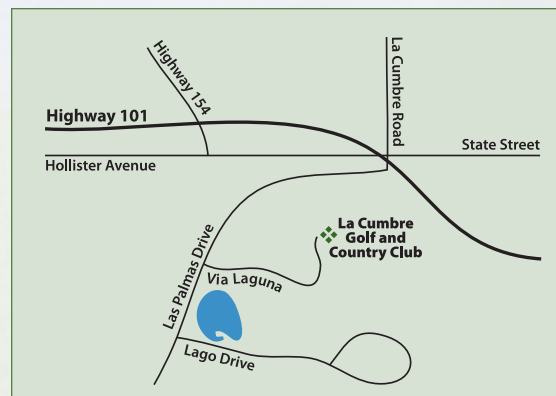 Highway 154
La Cumbre Road
Highway 101
State Street
Hollister Avenue
La Cumbre
Golf and
Country Club
Las Palmas Drive
Via Laguna
Lago Drive